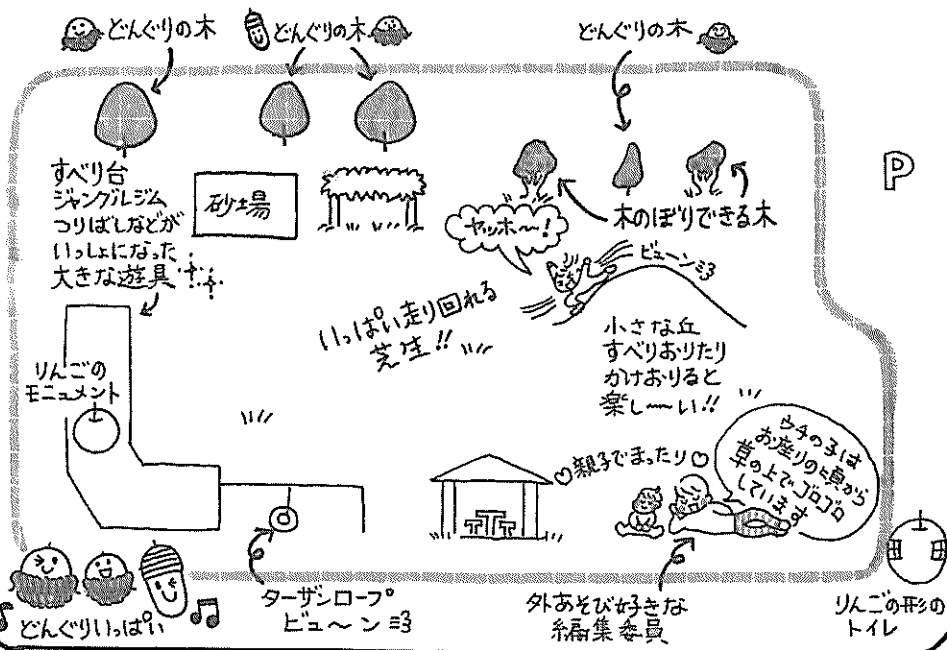 どんぐりの木
どんぐりの木
どんぐりの木
すべり台
ジャングルジム
つりばしなどが
いっしょになった
大きな遊具
砂場
P
木のぼりできる木
ヤッホ〜!
ビューン
いっぱい走り回れる
芝生!!
小さな丘
すべりおりたり
かけおりると
楽し〜い!!
りんごの
モニュメント
♡親子でまったり♡
ウチの子は
お座りの頃から
草の上でゴロゴロ
しています
どんぐりいっぱい
ターザンロープ
ビュ〜ン
外あそび好きな
編集委員
りんごの形の
トイレ